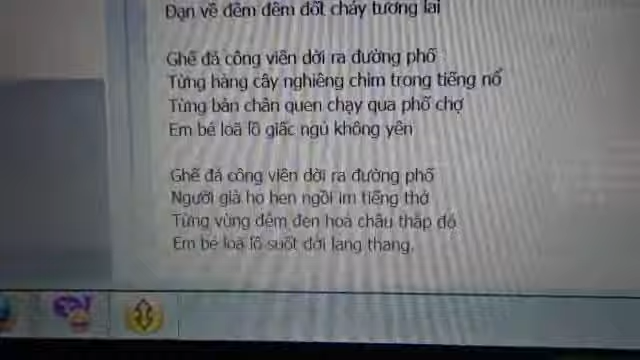 Đạn về đêm đêm đốt cháy tương lai
Ghế đá công viên dời ra đường phố
Từng hàng cây nghiêng chìm trong tiếng nổ
Từng bàn chân quen chạy qua phố chợ
Em bé loã lồ giấc ngủ không yên
Ghế đá công viên dời ra đường phố
Người già ho hen ngồi im tiếng thở
Từng vùng đêm đen hoả châu thắp đỏ
Em bé loã lồ suốt đời lang thang.